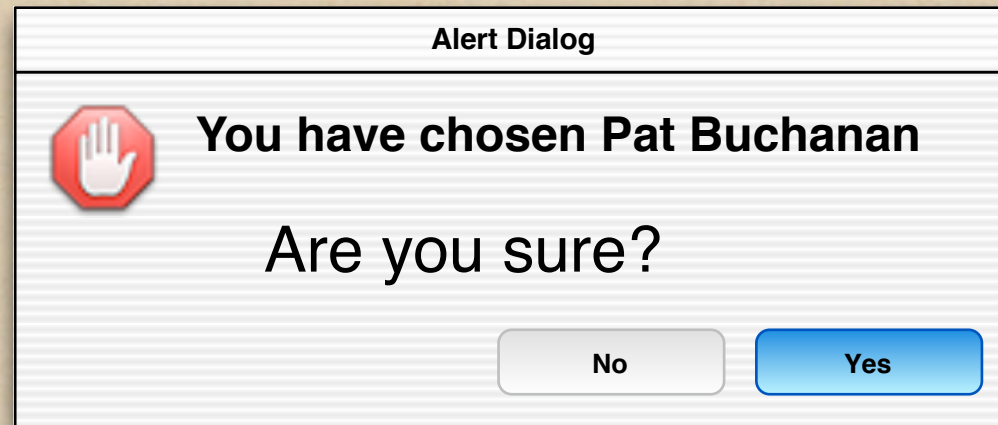 Alert Dialog
You have chosen Pat Buchanan
Are you sure?
No Yes